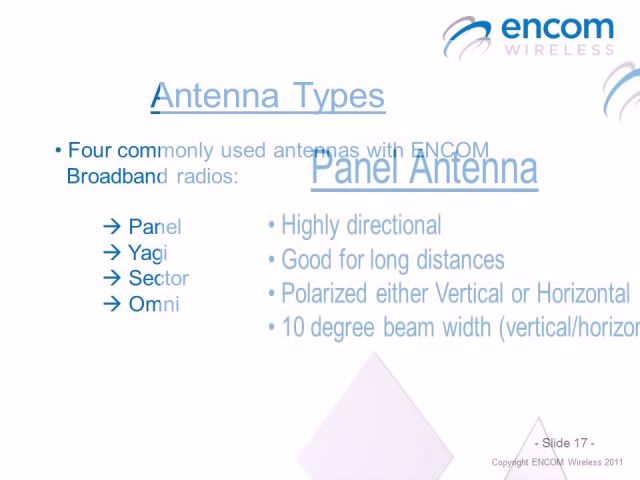 encom
WIRELESS
Antenna Types
• Four commonly used antennas with ENCOM
Broadband radios:
→ Panel
→ Yagi
→ Sector
→ Omni
Panel Antenna
• Highly directional
• Good for long distances
• Polarized either Vertical or Horizontal
• 10 degree beam width (vertical/horizon
- Slide 17 -
Copyright ENCOM Wireless 2011